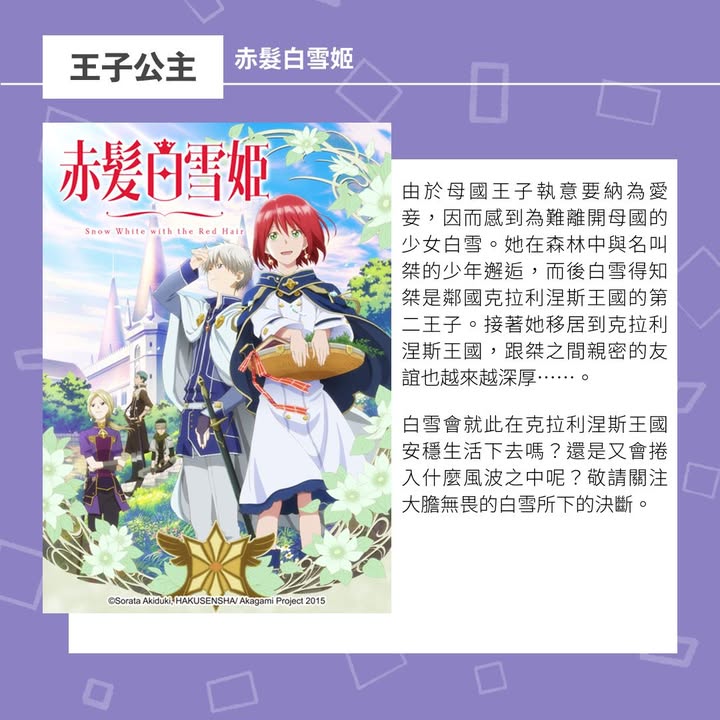 王子公主
赤髮白雪姬
赤髪白雪姫
Snow White with the Red Hair
由於母國王子執意要納為愛
妾，因而感到為難離開母國的
少女白雪。她在森林中與名叫
桀的少年邂逅，而後白雪得知
桀是鄰國克拉利涅斯王國的第
二王子。接著她移居到克拉利
涅斯王國，跟桀之間親密的友
誼也越來越深厚……。
白雪會就此在克拉利涅斯王國
安穩生活下去嗎？還是又會捲
入什麼風波之中呢？敬請關注
大膽無畏的白雪所下的決斷。
©Sorata Akiduki, HAKUSENSHA/ Akagami Project 2015